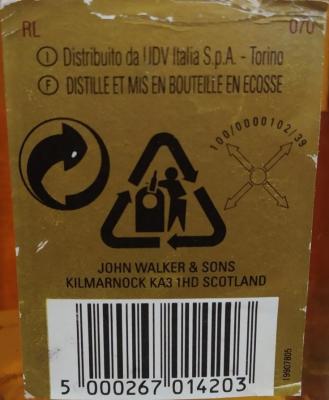 RL 070
Ⓘ Distribuito da UDV Italia S.p.A. - Torino
Ⓕ DISTILLE ET MIS EN BOUTEILLE EN ECOSSE
100/0000102/39
JOHN WALKER & SONS
KILMARNOCK KA3 1HD SCOTLAND
19907805
5 000267 014203